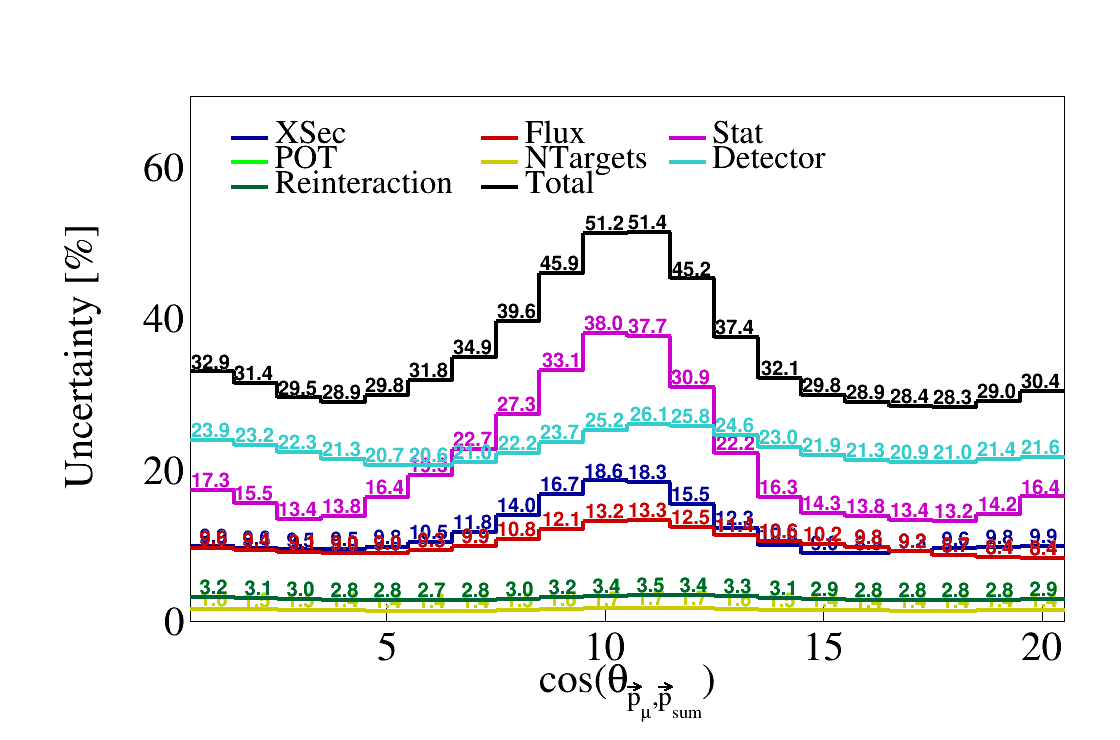 XSec Flux Stat
POT NTargets Detector
Reinteraction Total
Uncertainty [%]
60
40
20
0
32.9 31.4 29.5 28.9 29.8 31.8 34.9 39.6 45.9 51.2 51.4 45.2 37.4 32.1 29.8 28.9 28.4 28.3 29.0 30.4
23.9 23.2 22.3 21.3 20.7 20.6 21.0 22.2 23.7 25.2 26.1 25.8 24.6 23.0 21.9 21.3 20.9 21.0 21.4 21.6
17.3 15.5 13.4 13.8 16.4 22.7 27.3 33.1 38.0 37.7 30.9 22.2 16.3 14.3 13.8 13.4 13.2 14.2 16.4
10.5 11.8 14.0 16.7 18.6 18.3 15.5 12.3 9.8 9.9
9.9 10.8 12.1 13.2 13.3 12.5 10.6 10.2 9.8 9.2 8.4 8.4
3.2 3.1 3.0 2.8 2.8 2.7 2.8 3.0 3.2 3.4 3.5 3.4 3.3 3.1 2.9 2.8 2.8 2.8 2.8 2.9
5 10 15 20
cos(θ p⃗μ,p⃗sum)